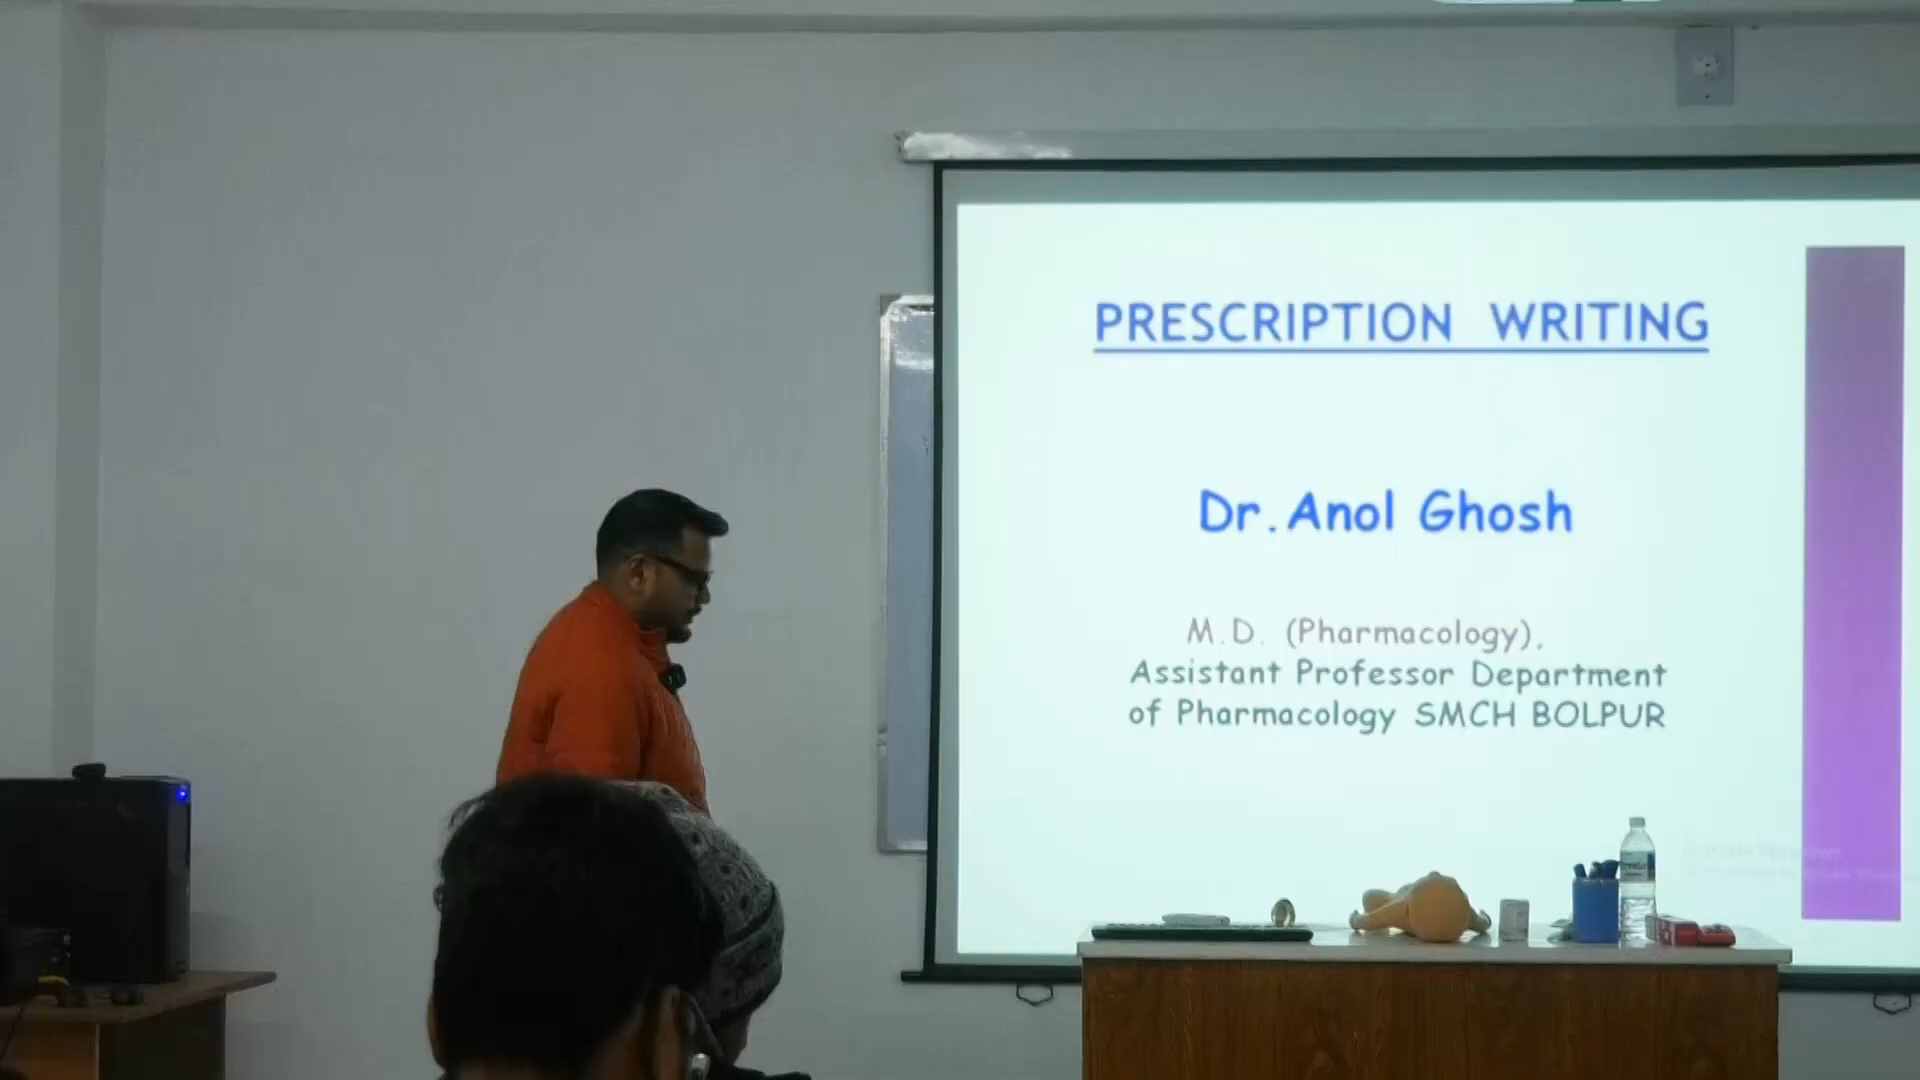 PRESCRIPTION WRITING
Dr.Anol Ghosh
M.D. (Pharmacology),
Assistant Professor Department
of Pharmacology SMCH BOLPUR